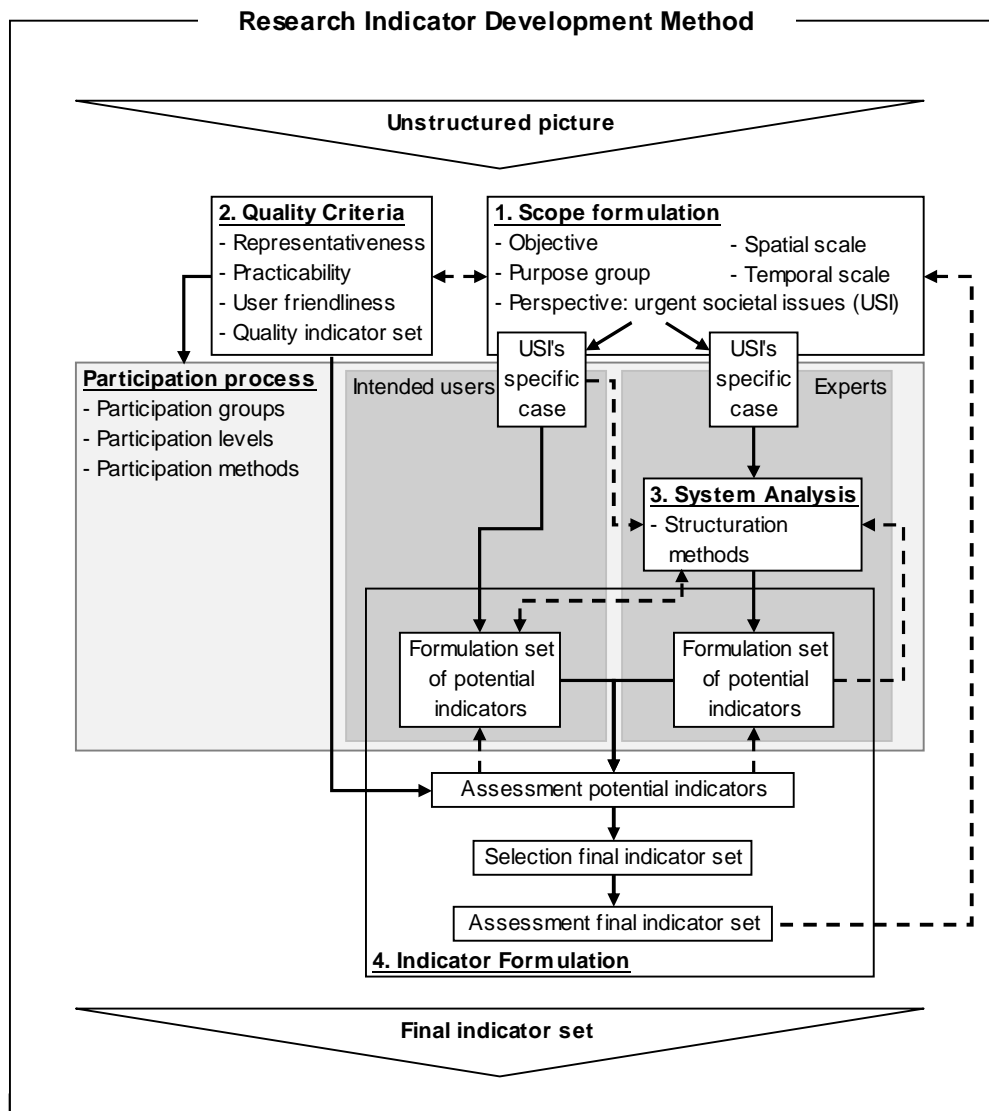 Research Indicator Development Method
Unstructured picture
2. Quality Criteria
- Representativeness
- Practicability
- User friendliness
- Quality indicator set
1. Scope formulation
- Objective
- Purpose group
- Perspective: urgent societal issues (USI)
- Spatial scale
- Temporal scale
Participation process
- Participation groups
- Participation levels
- Participation methods
Intended users
USI's
specific
case
USI's
specific
case
Experts
3. System Analysis
- Structuration
methods
Formulation set
of potential
indicators
Formulation set
of potential
indicators
Assessment potential indicators
Selection final indicator set
Assessment final indicator set
4. Indicator Formulation
Final indicator set